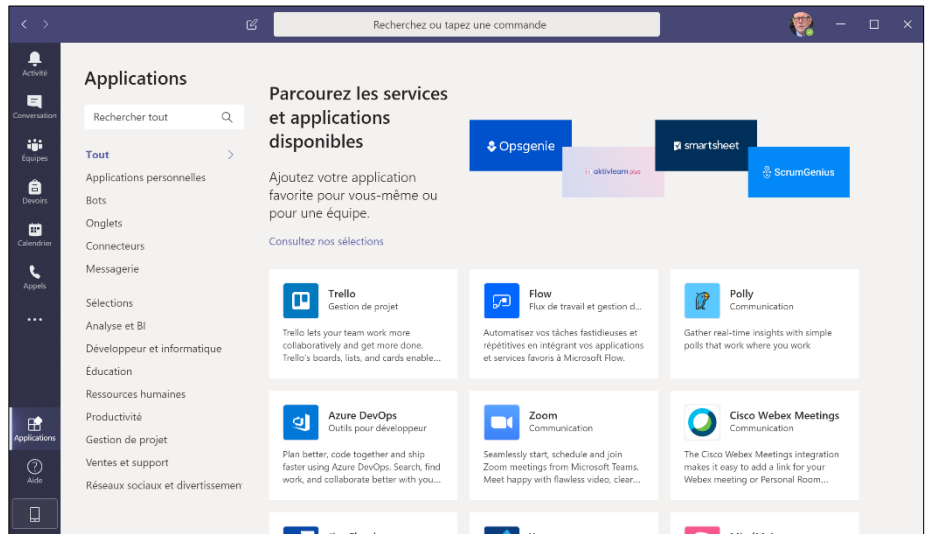 Recherchez ou tapez une commande
Activité
Conversation
Équipes
Devoirs
Calendrier
Appels
Applications
Aide
Applications
Rechercher tout
Tout
Applications personnelles
Bots
Onglets
Connecteurs
Messagerie
Sélections
Analyse et BI
Développeur et informatique
Éducation
Ressources humaines
Productivité
Gestion de projet
Ventes et support
Réseaux sociaux et divertissemen
Parcourez les services
et applications
disponibles
Ajoutez votre application
favorite pour vous-même ou
pour une équipe.
Consultez nos sélections
Opsgenie
aktivlearn plus
smartsheet
ScrumGenius
Trello
Gestion de projet
Trello lets your team work more
collaboratively and get more done.
Trello's boards, lists, and cards enable...
Flow
Flux de travail et gestion d...
Automatisez vos tâches fastidieuses et
répétitives en intégrant vos applications
et services favoris à Microsoft Flow.
Polly
Communication
Gather real-time insights with simple
polls that work where you work
Azure DevOps
Outils pour développeur
Plan better, code together and ship
faster using Azure DevOps. Search, find
work, and collaborate better with you...
Zoom
Communication
Seamlessly start, schedule and join
Zoom meetings from Microsoft Teams.
Meet happy with flawless video, clear...
Cisco Webex Meetings
Communication
The Cisco Webex Meetings integration
makes it easy to add a link for your
Webex meeting or Personal Room...